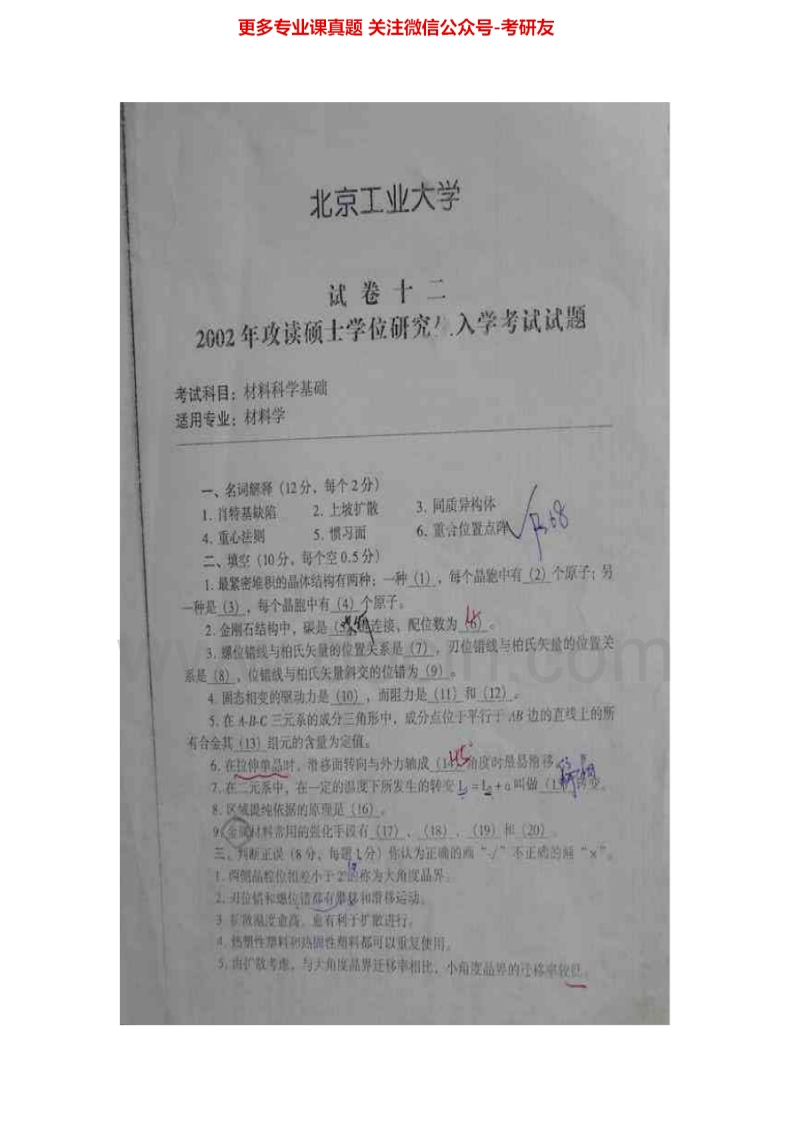 更多专业课真题 关注微信公众号-考研友
北京工业大学
试卷十二
2002年攻读硕士学位研究 入学考试试题
考试科目：材料科学基础
适用专业：材料学
一、名词解释（12分，每个2分）
1. 肖特基缺陷 2. 上坡扩散 3. 同质异构体
4. 重心法则 5. 惯习面 6. 重合位置点阵
P368
二、填空（10分，每个空0.5分）
1. 最紧密堆积的晶体结构有两种：一种（1），每个晶胞中有（2）个原子；另
一种是（3），每个晶胞中有（4）个原子。
2. 金刚石结构中，碳是（5） 连接，配位数为（6）。
3. 螺位错线与柏氏矢量的位置关系是（7），刃位错线与柏氏矢量的位置关
系是（8），位错线与柏氏矢量斜交的位错为（9）。
4. 固态相变的驱动力是（10），而阻力是（11）和（12）。
5. 在A-B-C三元系的成分三角形中，成分点位于平行于AB边的直线上的所
有合金其（13）组元的含量为定值。
6. 在拉伸单晶时，滑移面转向与外力轴成（14） 角度时最易滑移。
45°
7. 在二元系中，在一定的温度下所发生的转变 +α叫做
8. 区域提纯依据的原理是（16）。
9. 金属材料常用的强化手段有（17）、（18）、（19）和（20）。
三、判断正误（8分，每题1分）你认为正确的画“√”不正确的画“×”。
1. 两侧晶粒位相差小于2° 称为大角度晶界。
2. 刃位错和螺位错都有攀移和滑移运动。
3. 扩散温度愈高，愈有利于扩散进行。
4. 热塑性塑料和热固性塑料都可以重复使用。
5. 由扩散考虑，与大角度晶界迁移率相比，小角度晶界的迁移率较低。